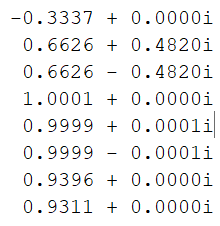 -0.3337 + 0.0000i
0.6626 + 0.4820i
0.6626 - 0.4820i
1.0001 + 0.0000i
0.9999 + 0.0001i
0.9999 - 0.0001i
0.9396 + 0.0000i
0.9311 + 0.0000i